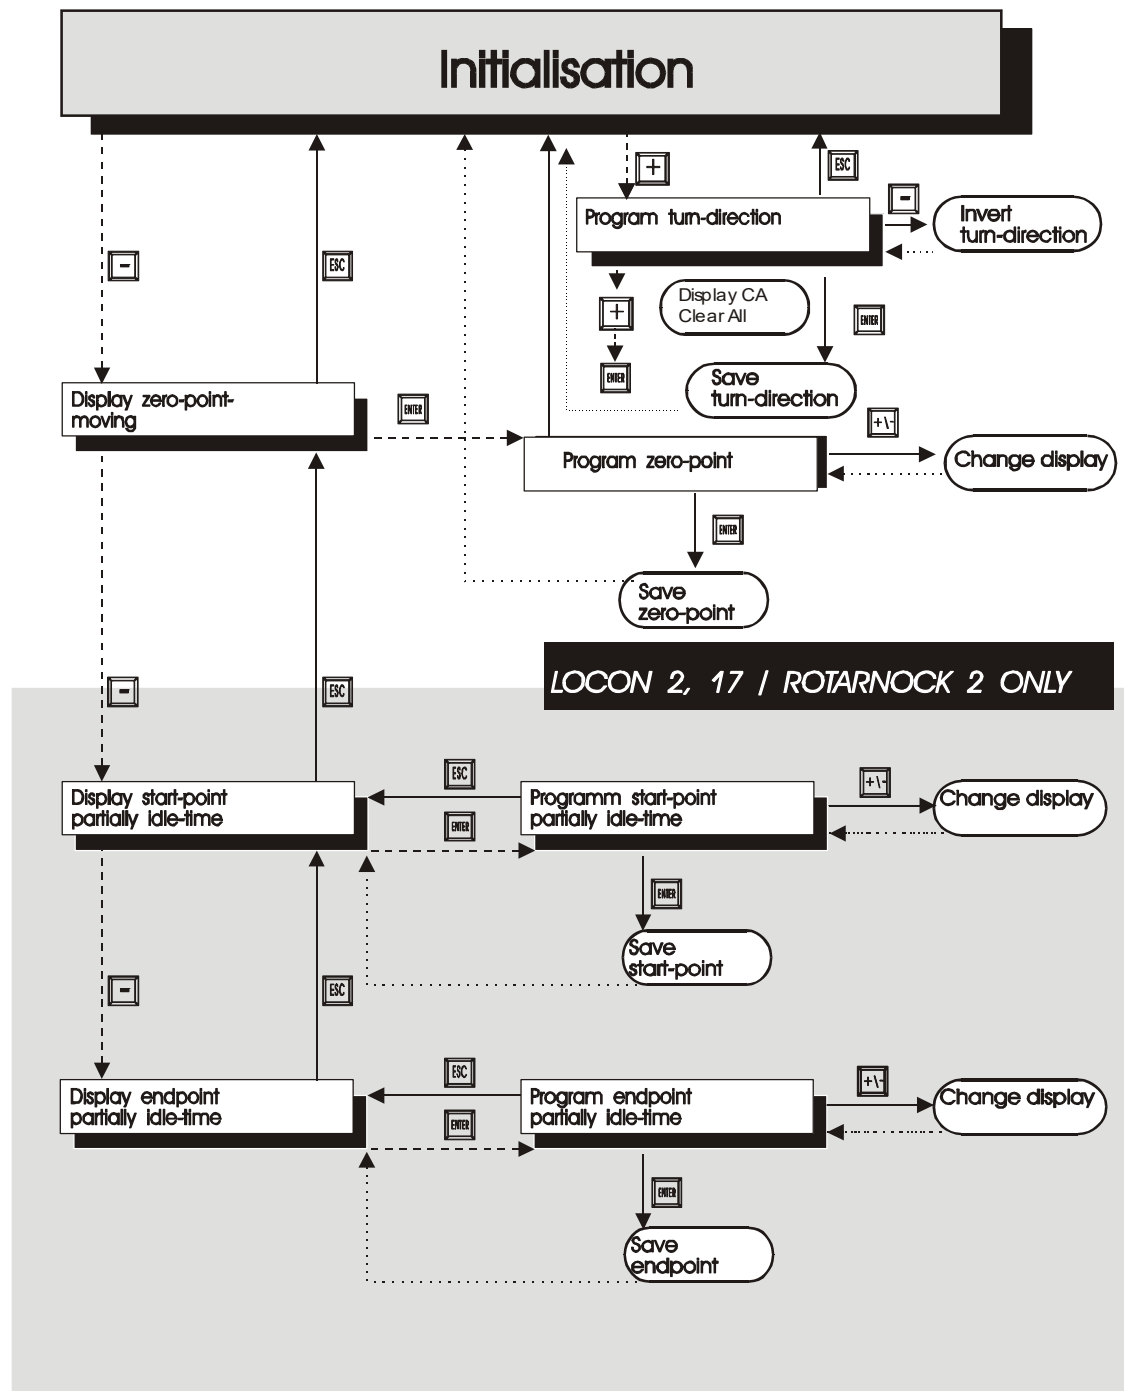 Initialisation
+
ESC
-
Program turn-direction
Invert
turn-direction
-
ESC
+
Display CA
Clear All
ENTER
ENTER
Save
turn-direction
Display zero-point-
moving
ENTER
+\-
Program zero-point
Change display
ENTER
Save
zero-point
LOCON 2, 17 / ROTARNOCK 2 ONLY
-
ESC
ESC
+\-
Display start-point
partially idle-time
ENTER
Programm start-point
partially idle-time
Change display
ENTER
Save
start-point
-
ESC
ESC
+\-
Display endpoint
partially idle-time
ENTER
Program endpoint
partially idle-time
Change display
ENTER
Save
endpoint